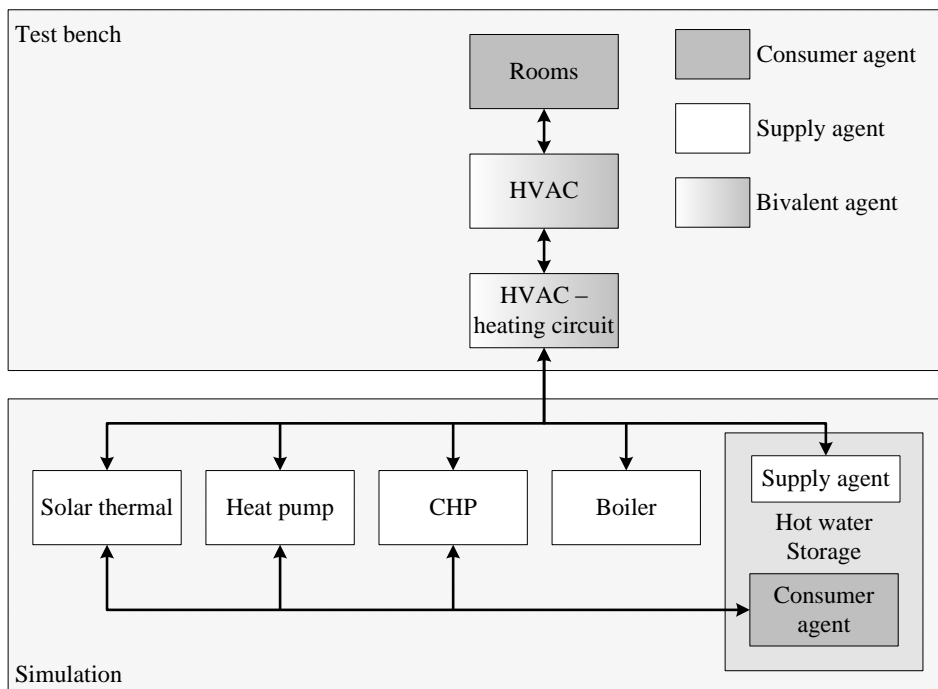 Test bench
Rooms
Consumer agent
Supply agent
HVAC
Bivalent agent
HVAC –
heating circuit
Solar thermal
Heat pump
CHP
Boiler
Supply agent
Hot water
Storage
Consumer
agent
Simulation